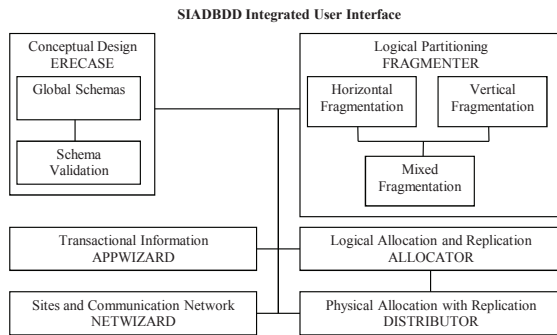 SIADBDD Integrated User Interface
Conceptual Design
ERECASE
Global Schemas
Schema
Validation
Logical Partitioning
FRAGMENTER
Horizontal
Fragmentation
Vertical
Fragmentation
Mixed
Fragmentation
Transactional Information
APPWIZARD
Logical Allocation and Replication
ALLOCATOR
Sites and Communication Network
NETWIZARD
Physical Allocation with Replication
DISTRIBUTOR